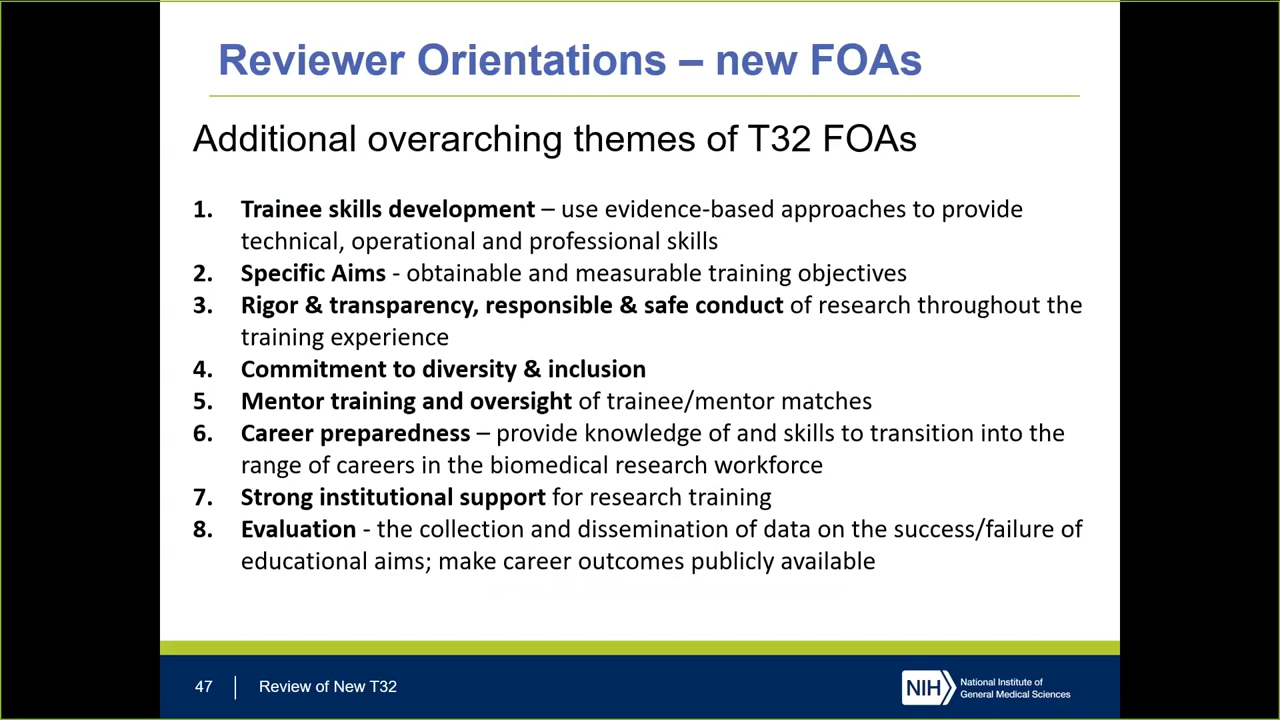 Reviewer Orientations – new FOAs
Additional overarching themes of T32 FOAs
1. Trainee skills development – use evidence-based approaches to provide
technical, operational and professional skills
2. Specific Aims - obtainable and measurable training objectives
3. Rigor & transparency, responsible & safe conduct of research throughout the
training experience
4. Commitment to diversity & inclusion
5. Mentor training and oversight of trainee/mentor matches
6. Career preparedness – provide knowledge of and skills to transition into the
range of careers in the biomedical research workforce
7. Strong institutional support for research training
8. Evaluation - the collection and dissemination of data on the success/failure of
educational aims; make career outcomes publicly available
47 Review of New T32
NIH National Institute of
General Medical Sciences